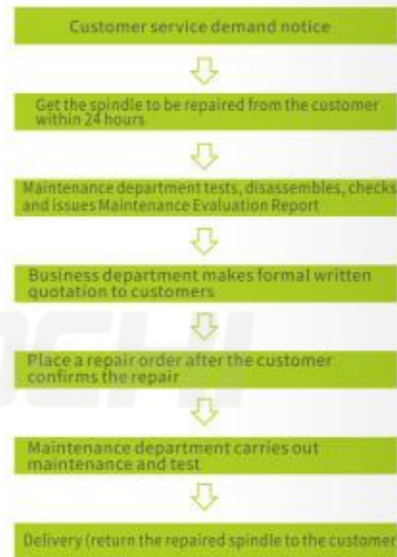 Customer service demand notice
Get the spindle to be repaired from the customer
within 24 hours
Maintenance department tests, disassembles, checks
and issues Maintenance Evaluation Report
Business department makes formal written
quotation to customers
Place a repair order after the customer
confirms the repair
Maintenance department carries out
maintenance and test
Delivery (return the repaired spindle to the customer